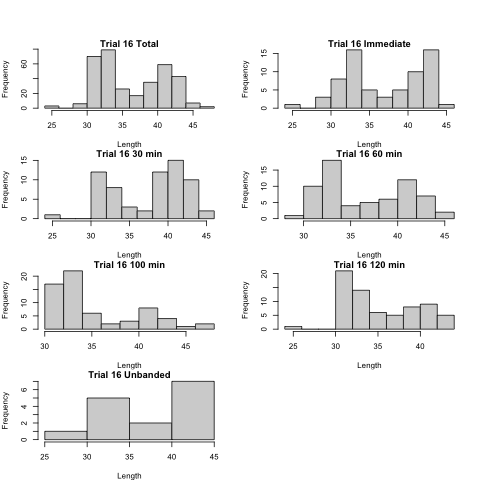 Trial 16 Total
Frequency
0 20 60
25 30 35 40 45
Length
Trial 16 Immediate
Frequency
0 5 10 15
25 30 35 40 45
Length
Trial 16 30 min
Frequency
0 5 10 15
25 30 35 40 45
Length
Trial 16 60 min
Frequency
0 5 10 15
30 35 40 45
Length
Trial 16 100 min
Frequency
0 5 10 20
30 35 40 45
Length
Trial 16 120 min
Frequency
0 5 10 20
25 30 35 40
Length
Trial 16 Unbanded
Frequency
0 2 4 6
25 30 35 40 45
Length